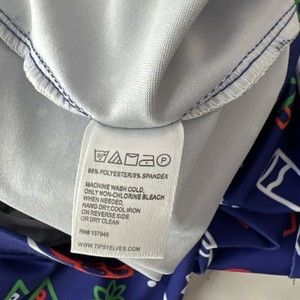 95% POLYESTER/5% SPANDEX
MACHINE WASH COLD,
ONLY NON-CHLORINE BLEACH
WHEN NEEDED,
HANG DRY, COOL IRON
ON REVERSE SIDE
OR DRY CLEAN
RN# 137945
WWW.TIPSYELVES.COM